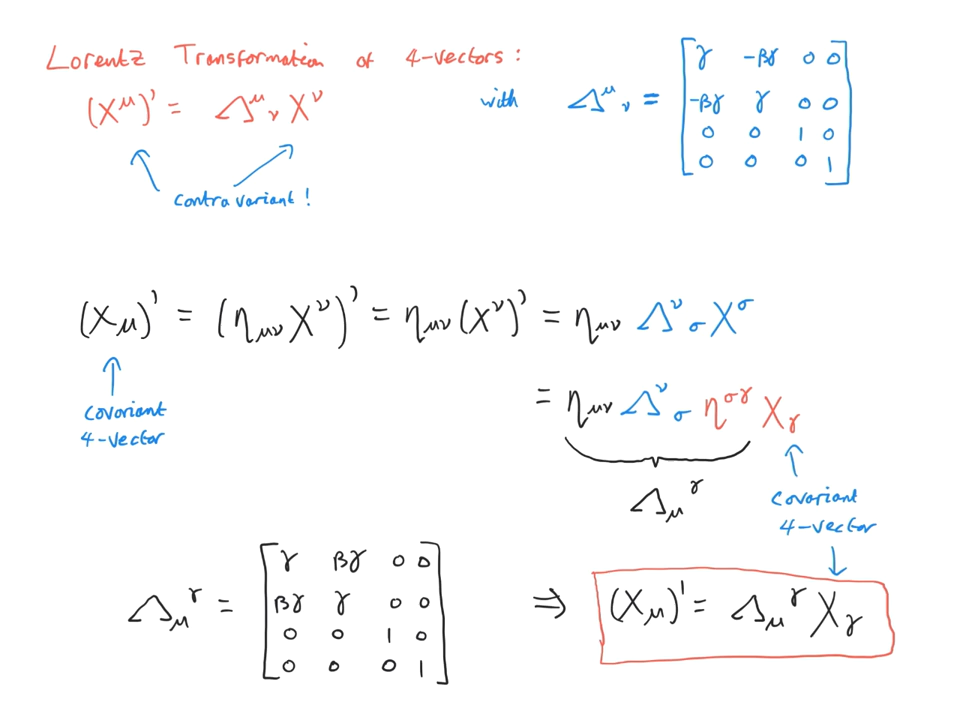 Lorentz Transformation of 4-vectors:
(X^μ)' = Λ^μ_ν X^ν
with Λ^μ_ν = [γ -βγ 0 0
-βγ γ 0 0
0 0 1 0
0 0 0 1]
contravariant!
(X_μ)' = (η_μν X^ν)' = η_μν (X^ν)' = η_μν Λ^ν_σ X^σ
covariant
4-vector
= η_μν Λ^ν_σ η^σγ X_γ
Λ_μ^γ
covariant
4-vector
Λ_μ^γ = [γ βγ 0 0
βγ γ 0 0
0 0 1 0
0 0 0 1]
⇒ (X_μ)' = Λ_μ^γ X_γ